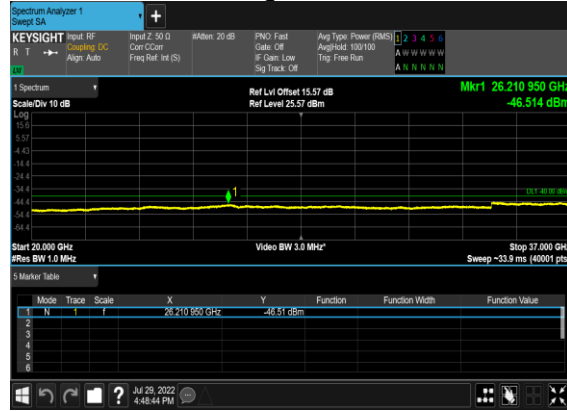 Spectrum Analyzer 1
Swept SA
+
KEYSIGHT Input: RF Input Z: 50 Ω #Atten: 20 dB PNO: Fast Avg Type: Power (RMS) 1 2 3 4 5 6
R T Coupling: DC Corr CCorr Gate: Off Avg|Hold: 100/100 A W W W W W
Align: Auto Freq Ref: Int (S) IF Gain: Low Trig: Free Run
LW Sig Track: Off A N N N N N
1 Spectrum Ref Lvl Offset 15.57 dB Mkr1 26.210 950 GHz
Scale/Div 10 dB Ref Level 25.57 dBm -46.514 dBm
Log
15.6
5.57
-4.43
-14.4
-24.4
-34.4 DL1 -40.00 dBm
-44.4
-54.4
-64.4
1
Start 20.000 GHz Video BW 3.0 MHz* Stop 37.000 GHz
#Res BW 1.0 MHz Sweep ~33.9 ms (40001 pts)
5 Marker Table
Mode Trace Scale X Y Function Function Width Function Value
1 N 1 f 26.210 950 GHz -46.51 dBm
2
3
4
5
6
? Jul 29, 2022
4:48:44 PM